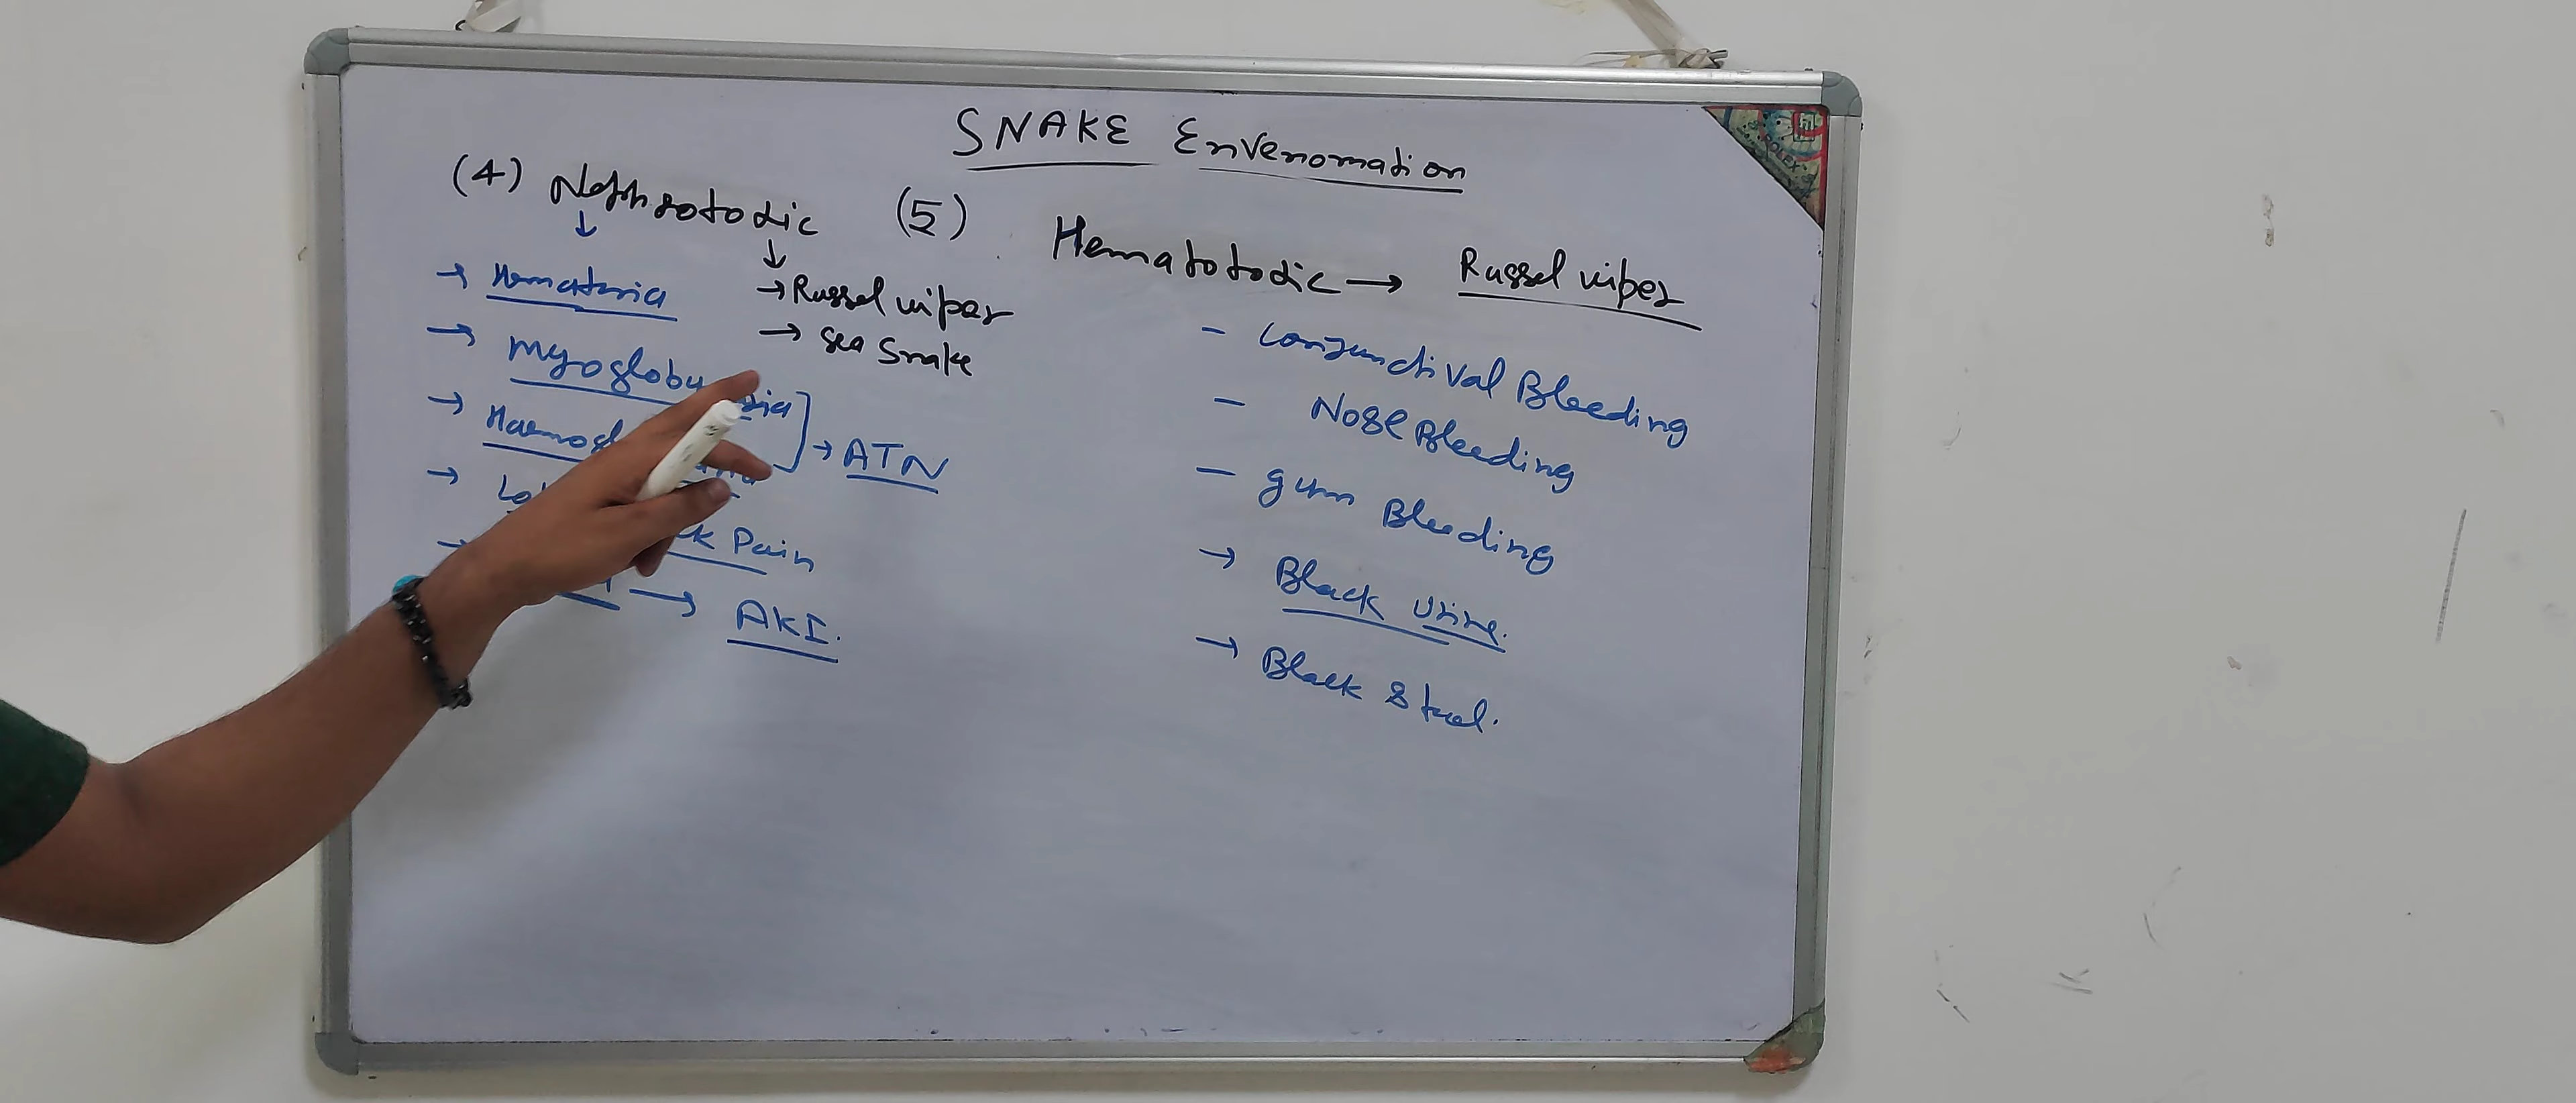 SNAKE Envenomation
(4) Nephrotoxic
→ Hematuria
→ Russel viper
→ Sea Snake
→
→
→ ATN
→
→ Pain
→ AKI.
(5) Hematotoxic → Russel viper
- Conjunctival Bleeding
- Nose Bleeding
- gum Bleeding
→ Black Urine.
→ Black Stool.